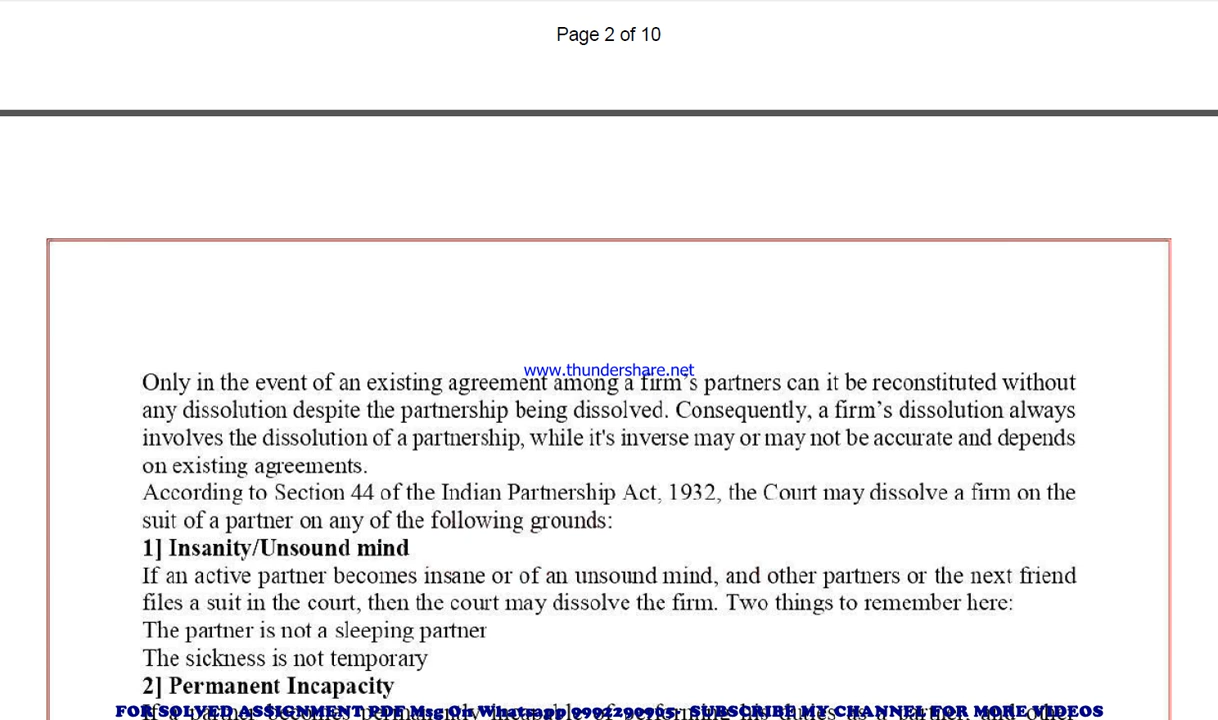 Page 2 of 10
www.thundershare.net
Only in the event of an existing agreement among a firm's partners can it be reconstituted without
any dissolution despite the partnership being dissolved. Consequently, a firm's dissolution always
involves the dissolution of a partnership, while it's inverse may or may not be accurate and depends
on existing agreements.
According to Section 44 of the Indian Partnership Act, 1932, the Court may dissolve a firm on the
suit of a partner on any of the following grounds:
1] Insanity/Unsound mind
If an active partner becomes insane or of an unsound mind, and other partners or the next friend
files a suit in the court, then the court may dissolve the firm. Two things to remember here:
The partner is not a sleeping partner
The sickness is not temporary
2] Permanent Incapacity
FOR SOLVED ASSIGNMENT PDF Msg On Whatsapp 9992290965- SUBSCRIBE MY CHANNEL FOR MORE VIDEOS